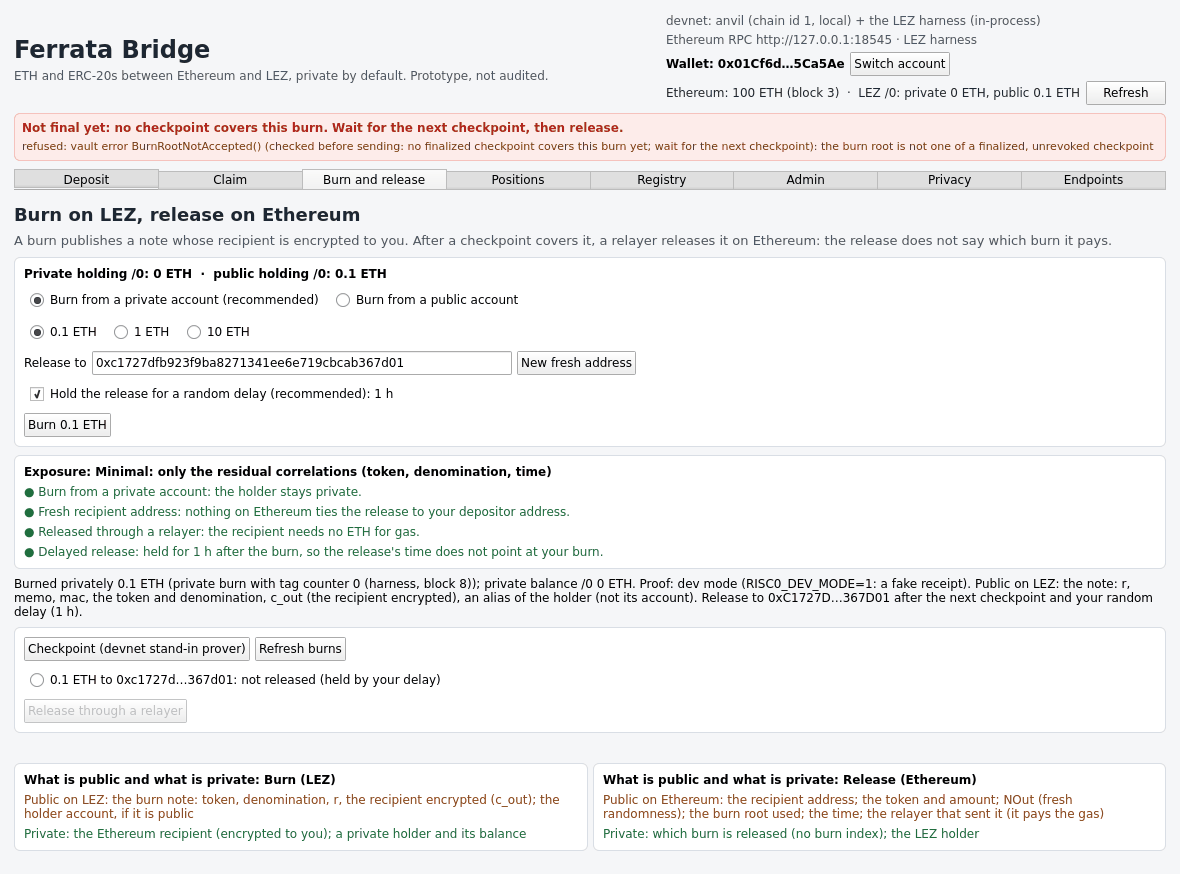 Ferrata Bridge
ETH and ERC-20s between Ethereum and LEZ, private by default. Prototype, not audited.
devnet: anvil (chain id 1, local) + the LEZ harness (in-process)
Ethereum RPC http://127.0.0.1:18545 · LEZ harness
Wallet: 0x01Cf6d…5Ca5Ae Switch account
Ethereum: 100 ETH (block 3) · LEZ /0: private 0 ETH, public 0.1 ETH Refresh
Not final yet: no checkpoint covers this burn. Wait for the next checkpoint, then release.
refused: vault error BurnRootNotAccepted() (checked before sending: no finalized checkpoint covers this burn yet; wait for the next checkpoint): the burn root is not one of a finalized, unrevoked checkpoint
Deposit Claim Burn and release Positions Registry Admin Privacy Endpoints
Burn on LEZ, release on Ethereum
A burn publishes a note whose recipient is encrypted to you. After a checkpoint covers it, a relayer releases it on Ethereum: the release does not say which burn it pays.
Private holding /0: 0 ETH · public holding /0: 0.1 ETH
Burn from a private account (recommended) Burn from a public account
0.1 ETH 1 ETH 10 ETH
Release to 0xc1727dfb923f9ba8271341ee6e719cbcab367d01 New fresh address
Hold the release for a random delay (recommended): 1 h
Burn 0.1 ETH
Exposure: Minimal: only the residual correlations (token, denomination, time)
● Burn from a private account: the holder stays private.
● Fresh recipient address: nothing on Ethereum ties the release to your depositor address.
● Released through a relayer: the recipient needs no ETH for gas.
● Delayed release: held for 1 h after the burn, so the release's time does not point at your burn.
Burned privately 0.1 ETH (private burn with tag counter 0 (harness, block 8)); private balance /0 0 ETH. Proof: dev mode (RISC0_DEV_MODE=1: a fake receipt). Public on LEZ: the note: r,
memo, mac, the token and denomination, c_out (the recipient encrypted), an alias of the holder (not its account). Release to 0xC1727D…367D01 after the next checkpoint and your random
delay (1 h).
Checkpoint (devnet stand-in prover) Refresh burns
0.1 ETH to 0xc1727d…367d01: not released (held by your delay)
Release through a relayer
What is public and what is private: Burn (LEZ)
Public on LEZ: the burn note: token, denomination, r, the recipient encrypted (c_out); the
holder account, if it is public
Private: the Ethereum recipient (encrypted to you); a private holder and its balance
What is public and what is private: Release (Ethereum)
Public on Ethereum: the recipient address; the token and amount; NOut (fresh
randomness); the burn root used; the time; the relayer that sent it (it pays the gas)
Private: which burn is released (no burn index); the LEZ holder